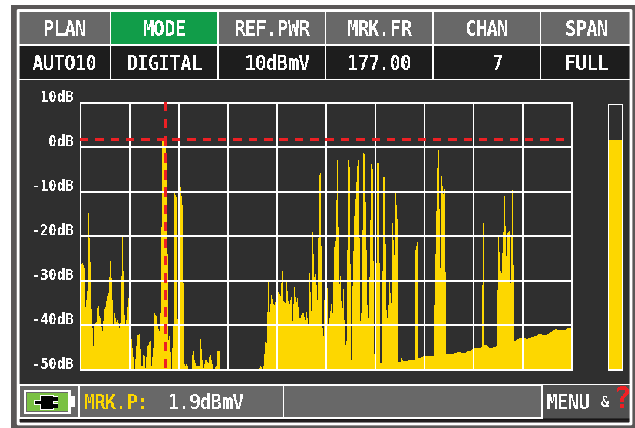 PLAN MODE REF.PWR MRK.FR CHAN SPAN
AUTO10 DIGITAL 10dBmV 177.00 7 FULL
10dB
0dB
-10dB
-20dB
-30dB
-40dB
-50dB
MRK.P: 1.9dBmV MENU & ?